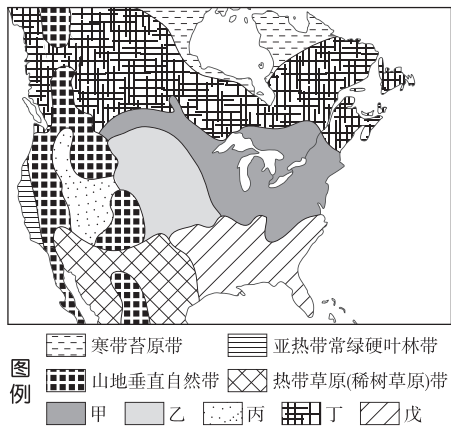 寒带苔原带 亚热带常绿硬叶林带
图例
山地垂直自然带 热带草原(稀树草原)带
甲 乙 丙 丁 戊